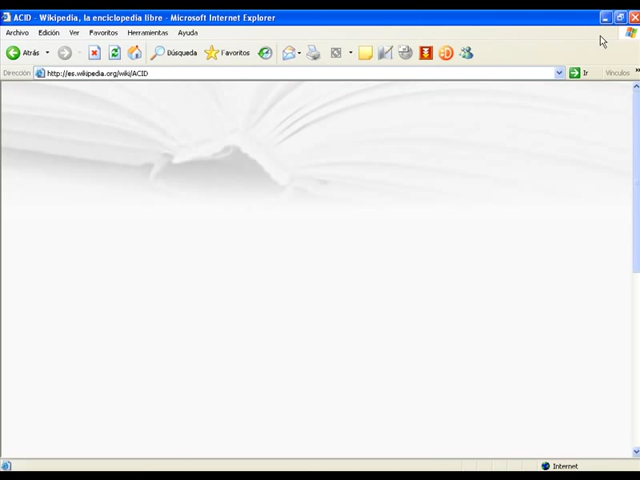 ACID - Wikipedia, la enciclopedia libre - Microsoft Internet Explorer
Archivo Edición Ver Favoritos Herramientas Ayuda
Atrás Búsqueda Favoritos
Dirección http://es.wikipedia.org/wiki/ACID Ir Vínculos »
Internet